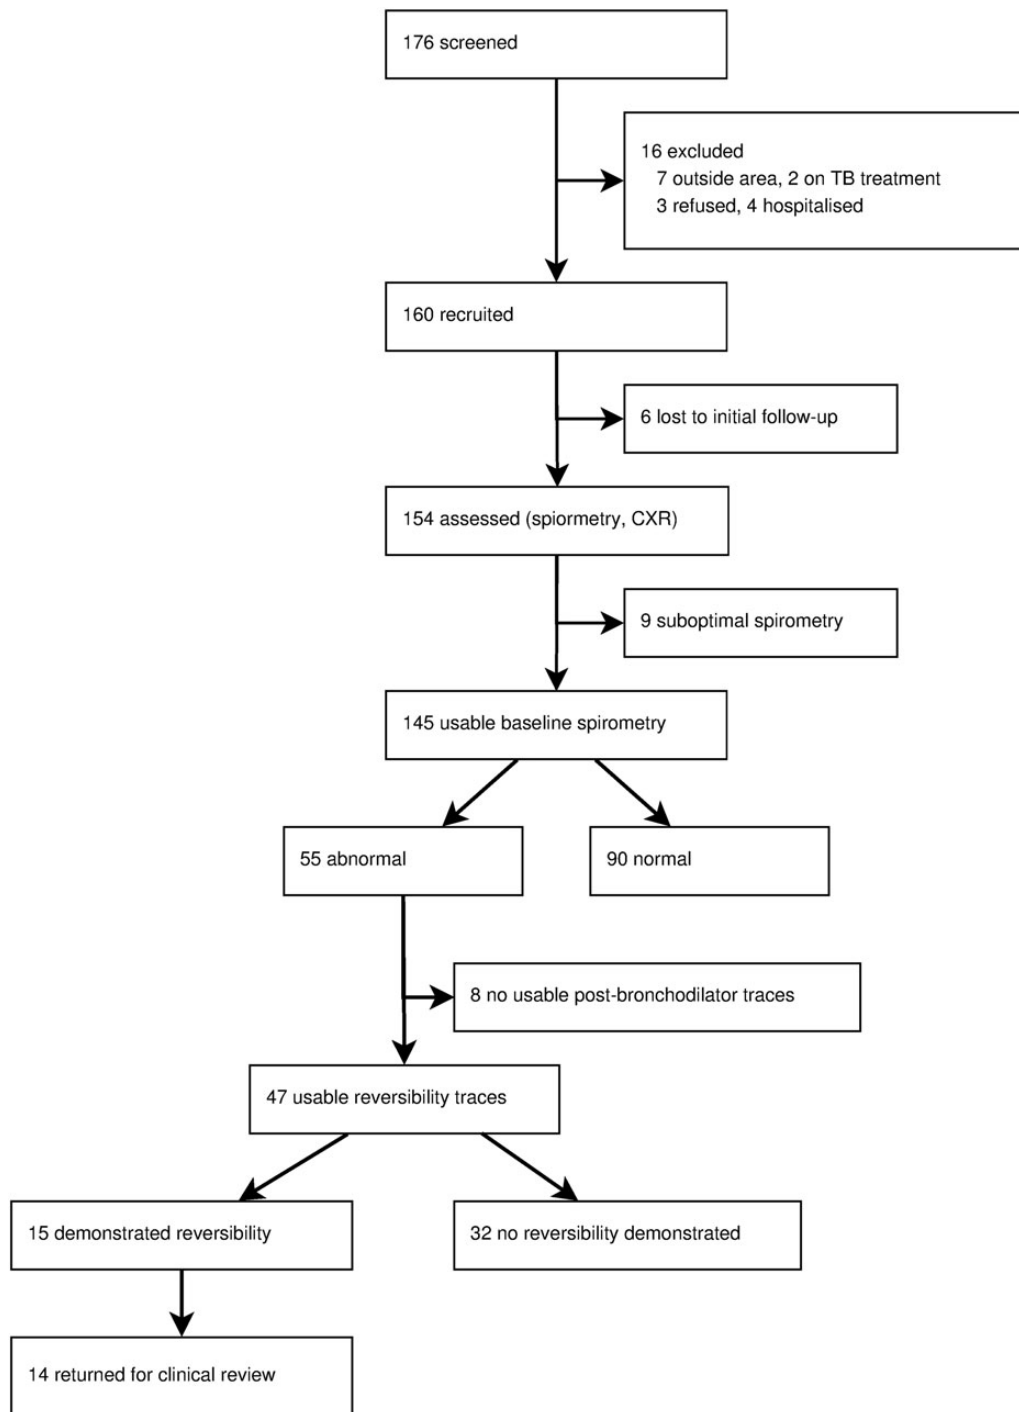 176 screened
16 excluded
7 outside area, 2 on TB treatment
3 refused, 4 hospitalised
160 recruited
6 lost to initial follow-up
154 assessed (spiormetry, CXR)
9 suboptimal spirometry
145 usable baseline spirometry
55 abnormal
90 normal
8 no usable post-bronchodilator traces
47 usable reversibility traces
15 demonstrated reversibility
32 no reversibility demonstrated
14 returned for clinical review